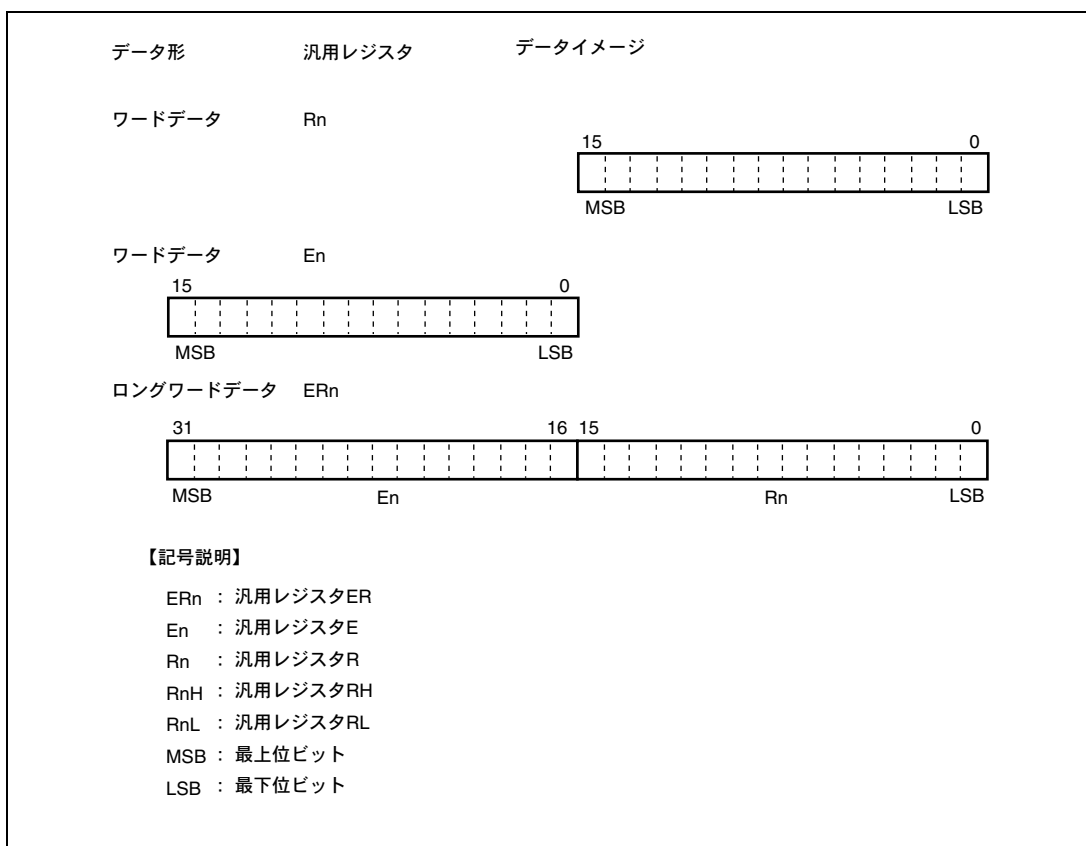 データ形 汎用レジスタ データイメージ
ワードデータ Rn
15 0
MSB LSB
ワードデータ En
15 0
MSB LSB
ロングワードデータ ERn
31 16 15 0
MSB En Rn LSB
【記号説明】
ERn : 汎用レジスタER
En : 汎用レジスタE
Rn : 汎用レジスタR
RnH : 汎用レジスタRH
RnL : 汎用レジスタRL
MSB : 最上位ビット
LSB : 最下位ビット